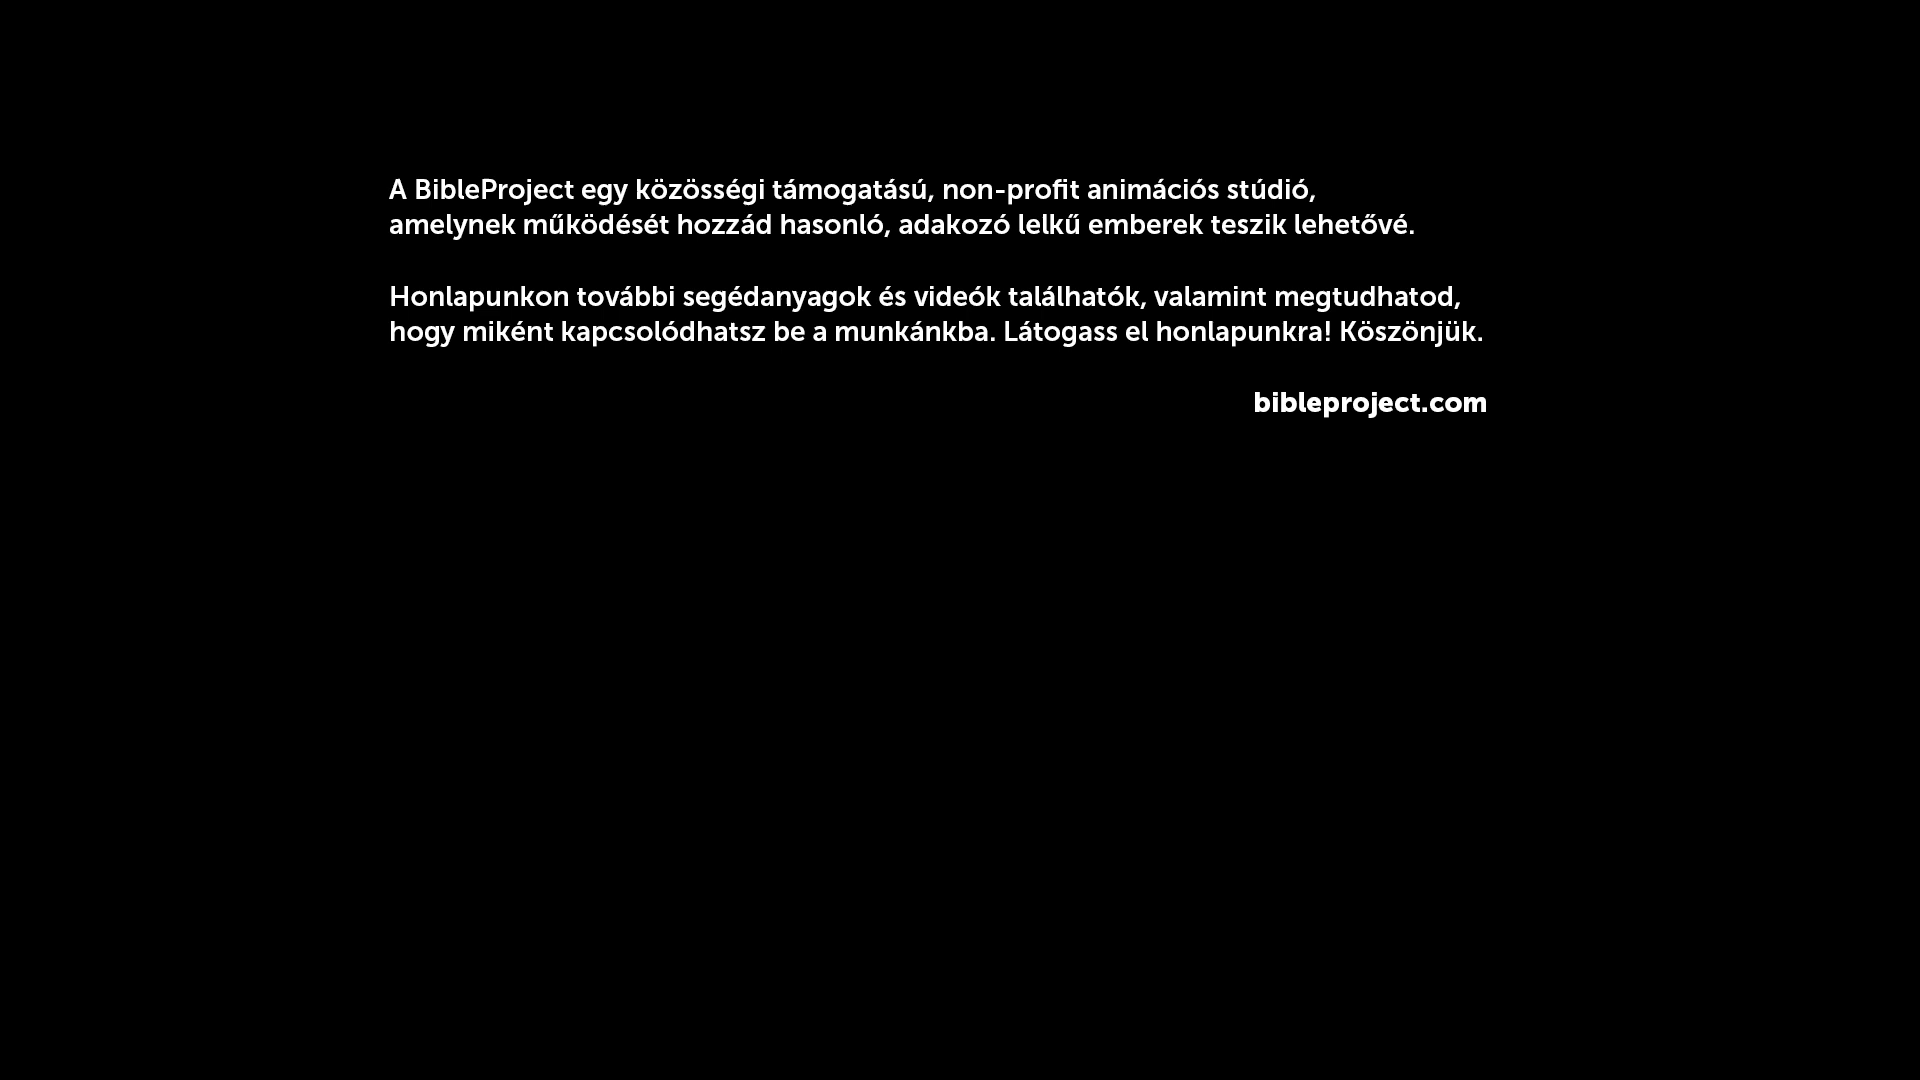 A BibleProject egy közösségi támogatású, non-profit animációs stúdió,
amelynek működését hozzád hasonló, adakozó lelkű emberek teszik lehetővé.
Honlapunkon további segédanyagok és videók találhatók, valamint megtudhatod,
hogy miként kapcsolódhatsz be a munkánkba. Látogass el honlapunkra! Köszönjük.
bibleproject.com